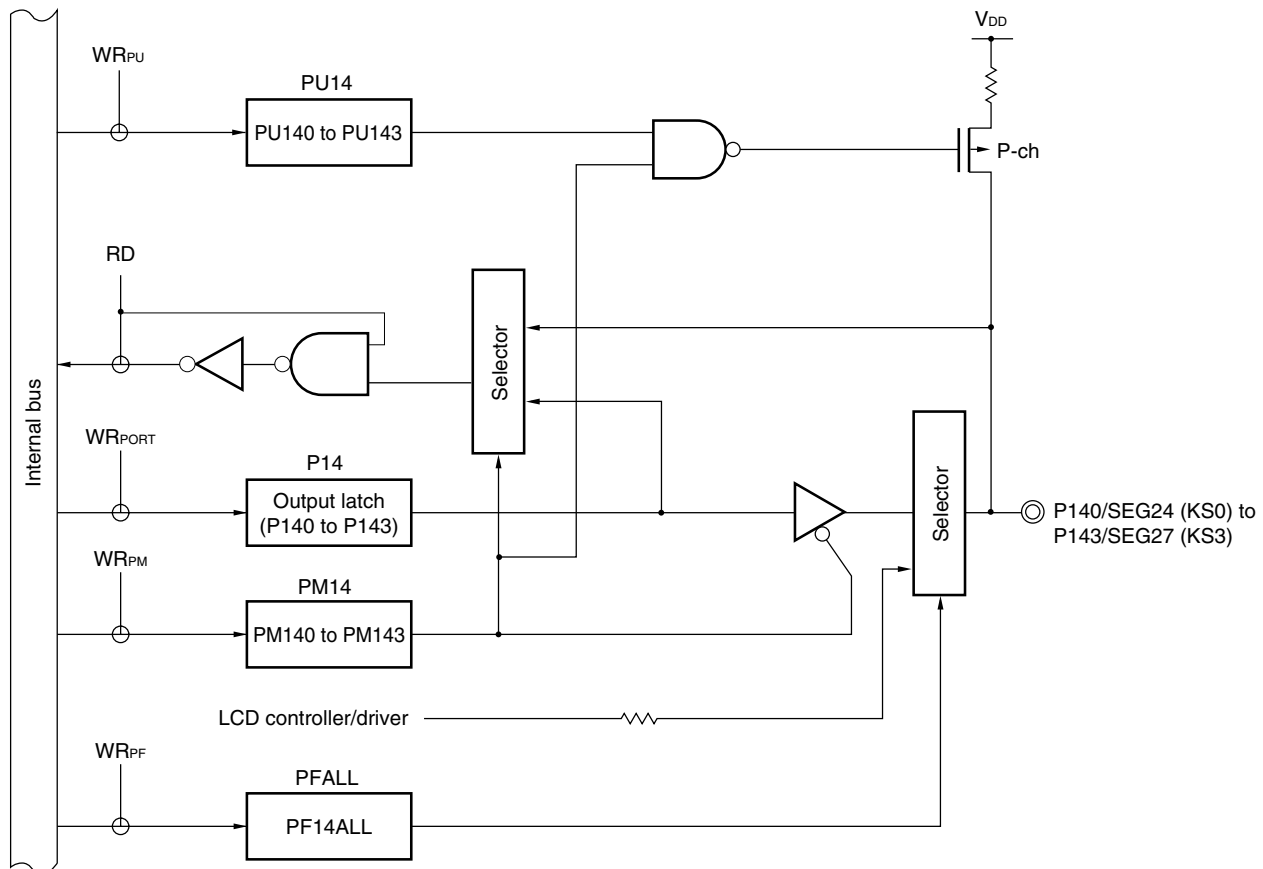 VDD
WRPU
PU14
PU140 to PU143
P-ch
RD
Selector
Internal bus
WRPORT
P14
Output latch
(P140 to P143)
Selector
P140/SEG24 (KS0) to
P143/SEG27 (KS3)
WRPM
PM14
PM140 to PM143
LCD controller/driver
WRPF
PFALL
PF14ALL